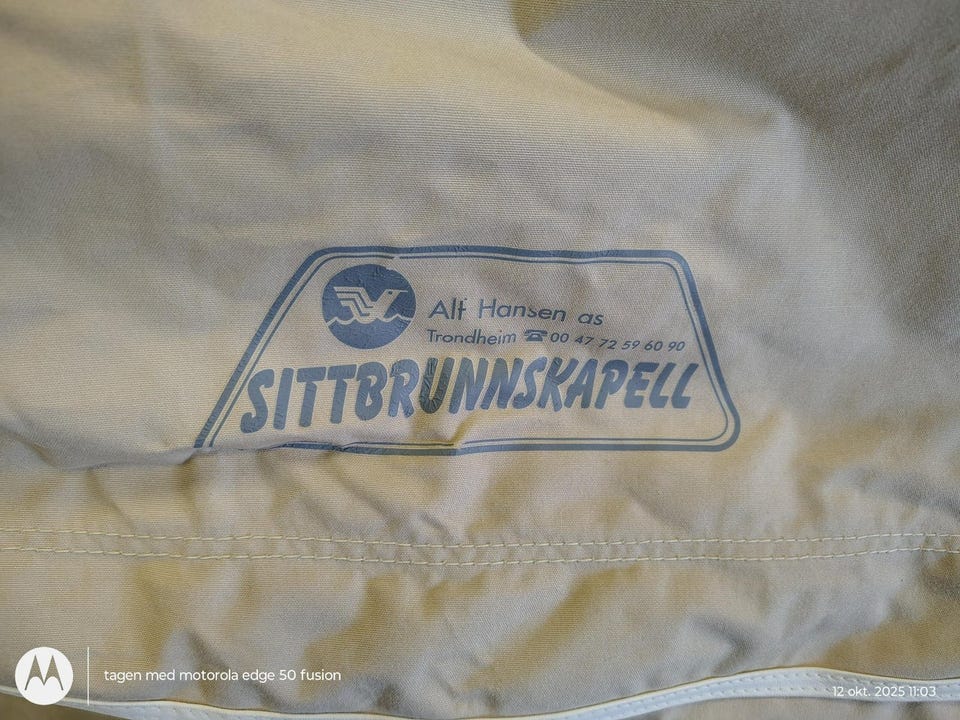 Alf Hansen as
Trondheim ☎ 00 47 72 59 60 90
SITTBRUNNSKAPELL
tagen med motorola edge 50 fusion
12 okt. 2025 11:03